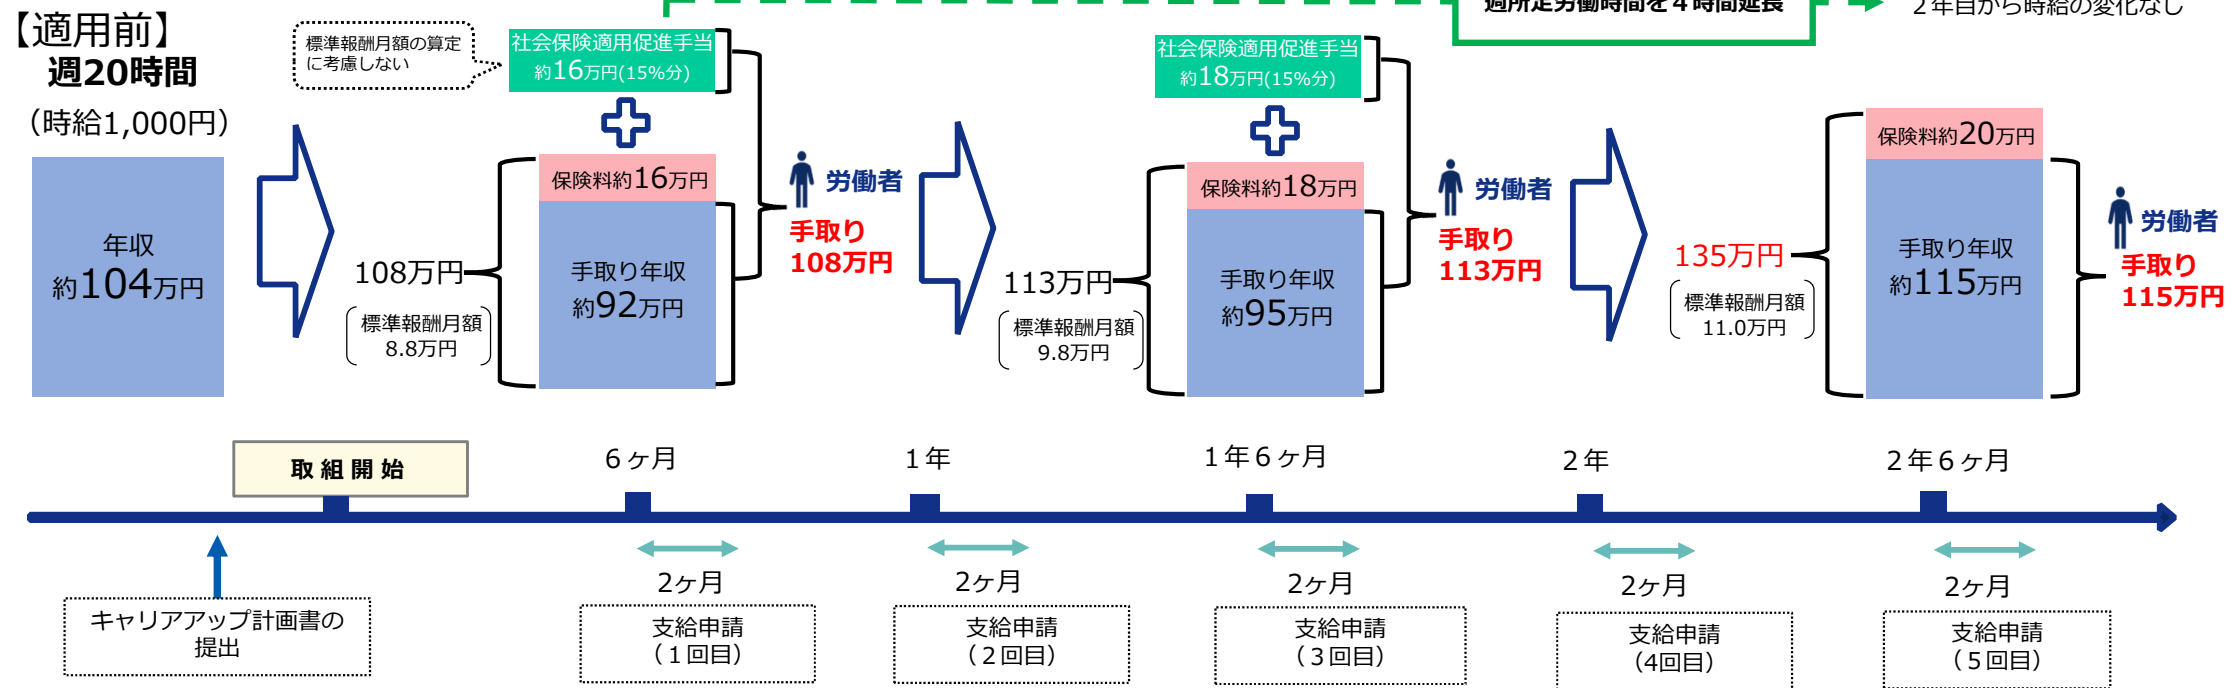 週所定労働時間を４時間延長
２年目から時給の変化なし
【適用前】
週20時間
（時給1,000円）
年収
約104万円
標準報酬月額の算定
に考慮しない
社会保険適用促進手当
約16万円(15%分)
保険料約16万円
手取り年収
約92万円
108万円
標準報酬月額
8.8万円
労働者
手取り
108万円
社会保険適用促進手当
約18万円(15%分)
保険料約18万円
手取り年収
約95万円
113万円
標準報酬月額
9.8万円
労働者
手取り
113万円
保険料約20万円
手取り年収
約115万円
135万円
標準報酬月額
11.0万円
労働者
手取り
115万円
取組開始
６ヶ月
１年
１年６ヶ月
２年
２年６ヶ月
2ヶ月
2ヶ月
2ヶ月
2ヶ月
2ヶ月
キャリアアップ計画書の
提出
支給申請
（１回目）
支給申請
（２回目）
支給申請
（３回目）
支給申請
（4回目）
支給申請
（５回目）